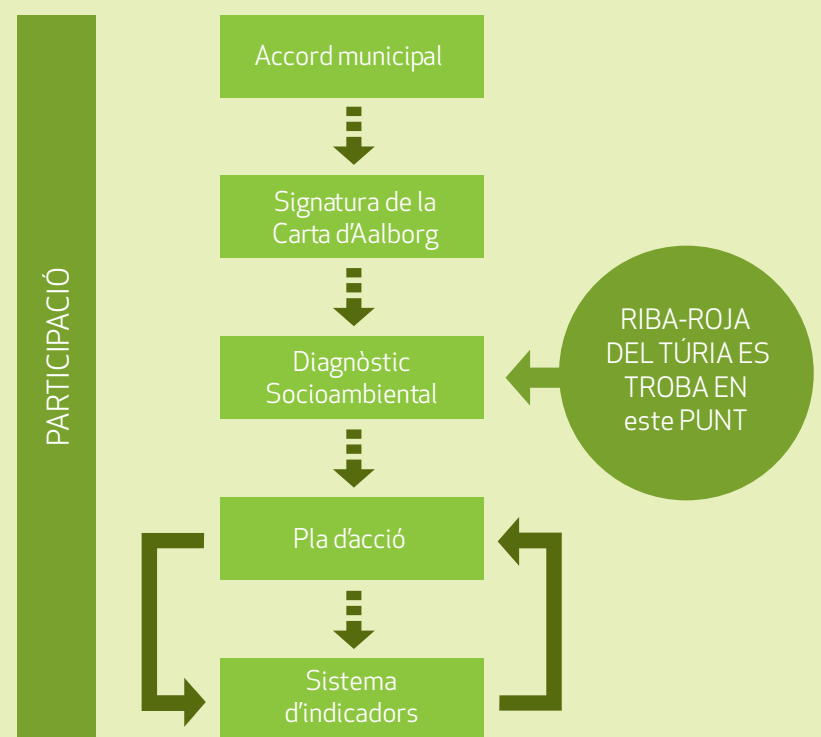 PARTICIPACIÓ
Accord municipal
Signatura de la
Carta d'Aalborg
Diagnòstic
Socioambiental
RIBA-ROJA
DEL TÚRIA ES
TROBA EN
este PUNT
Pla d'acció
Sistema
d'indicadors